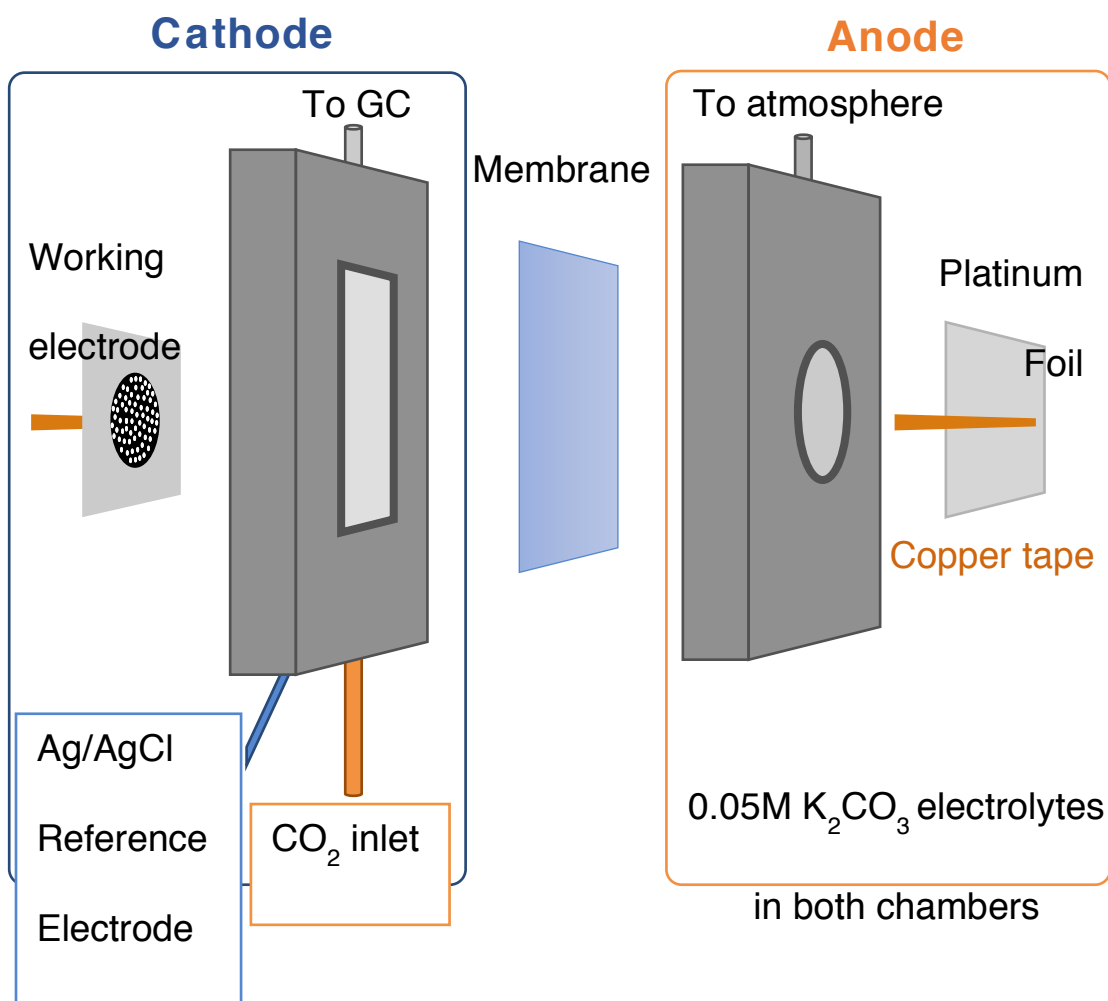 Cathode
Anode
To GC
To atmosphere
Membrane
Working
electrode
Platinum
Foil
Copper tape
Ag/AgCl
Reference
Electrode
CO₂ inlet
0.05M K₂CO₃ electrolytes
in both chambers